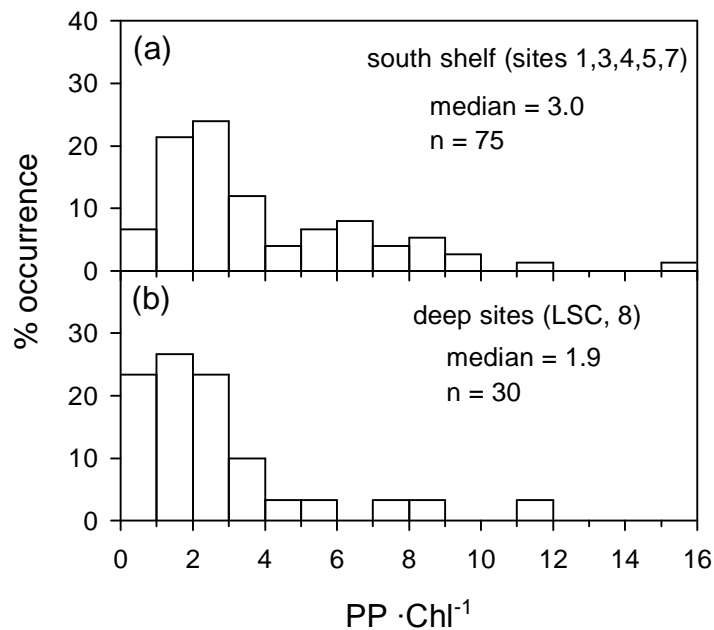 40
(a)
south shelf (sites 1,3,4,5,7)
30
median = 3.0
n = 75
20
10
0
% occurrence
(b)
deep sites (LSC, 8)
30
median = 1.9
n = 30
20
10
0
0 2 4 6 8 10 12 14 16
PP ·Chl⁻¹